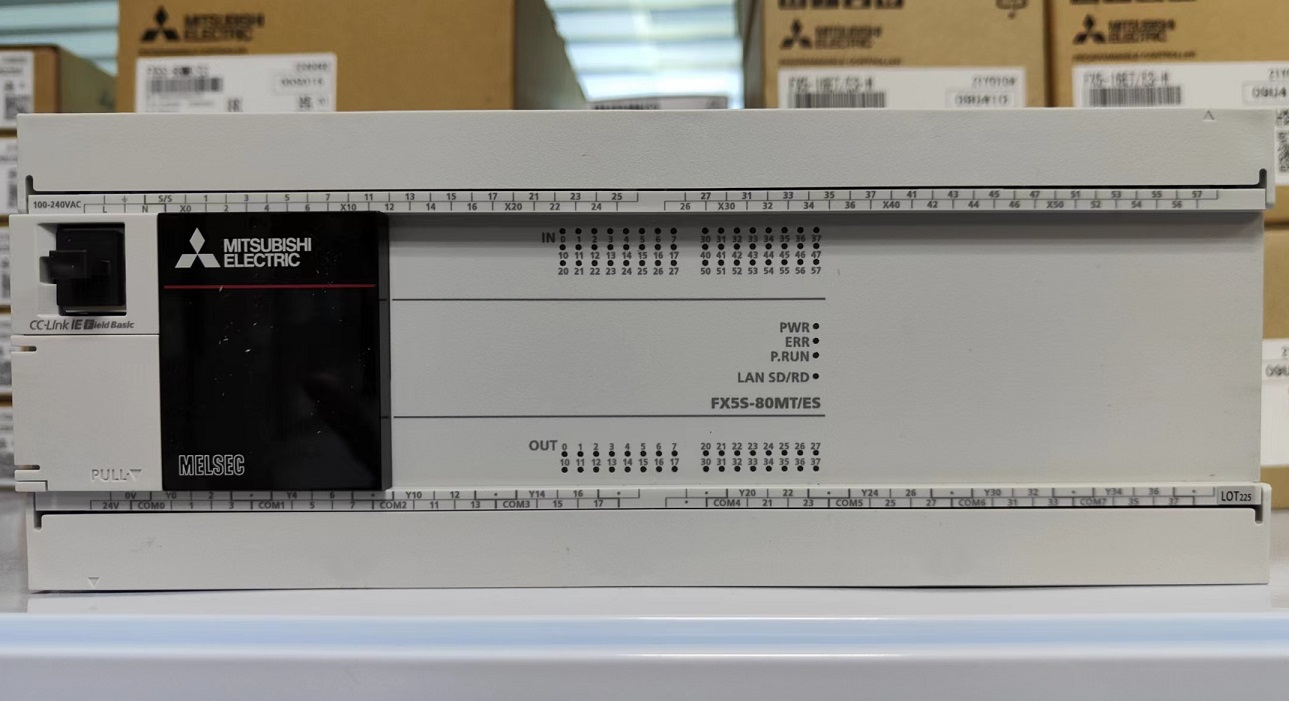 MITSUBISHI
ELECTRIC
MITSUBISHI
ELECTRIC
PROGRAMMABLE CONTROLLER
MITSUBISHI
ELECTRIC
PROGRAMMABLE CONTROLLER
100-240VAC
L N S/S 1 3 5 7 11 13 15 17 21 23 25 27 31 33 35 37 41 43 45 47 51 53 55 57
X0 2 4 6 X10 12 14 16 X20 22 24 26 X30 32 34 36 X40 42 44 46 X50 52 54 56
MITSUBISHI
ELECTRIC
CC-Link IE Field Basic
MELSEC
PULL
IN 0 1 2 3 4 5 6 7 30 31 32 33 34 35 36 37
10 11 12 13 14 15 16 17 40 41 42 43 44 45 46 47
20 21 22 23 24 25 26 27 50 51 52 53 54 55 56 57
PWR
ERR
P.RUN
LAN SD/RD
FX5S-80MT/ES
OUT 0 1 2 3 4 5 6 7 20 21 22 23 24 25 26 27
10 11 12 13 14 15 16 17 30 31 32 33 34 35 36 37
0V Y0 2 • Y4 6 • Y10 12 • Y14 16 • • • Y20 22 • Y24 26 • Y30 32 • Y34 36 •
24V COM0 1 3 COM1 5 7 COM2 11 13 COM3 15 17 COM4 21 23 COM5 25 27 COM6 31 33 COM7 35 37
LOT 225